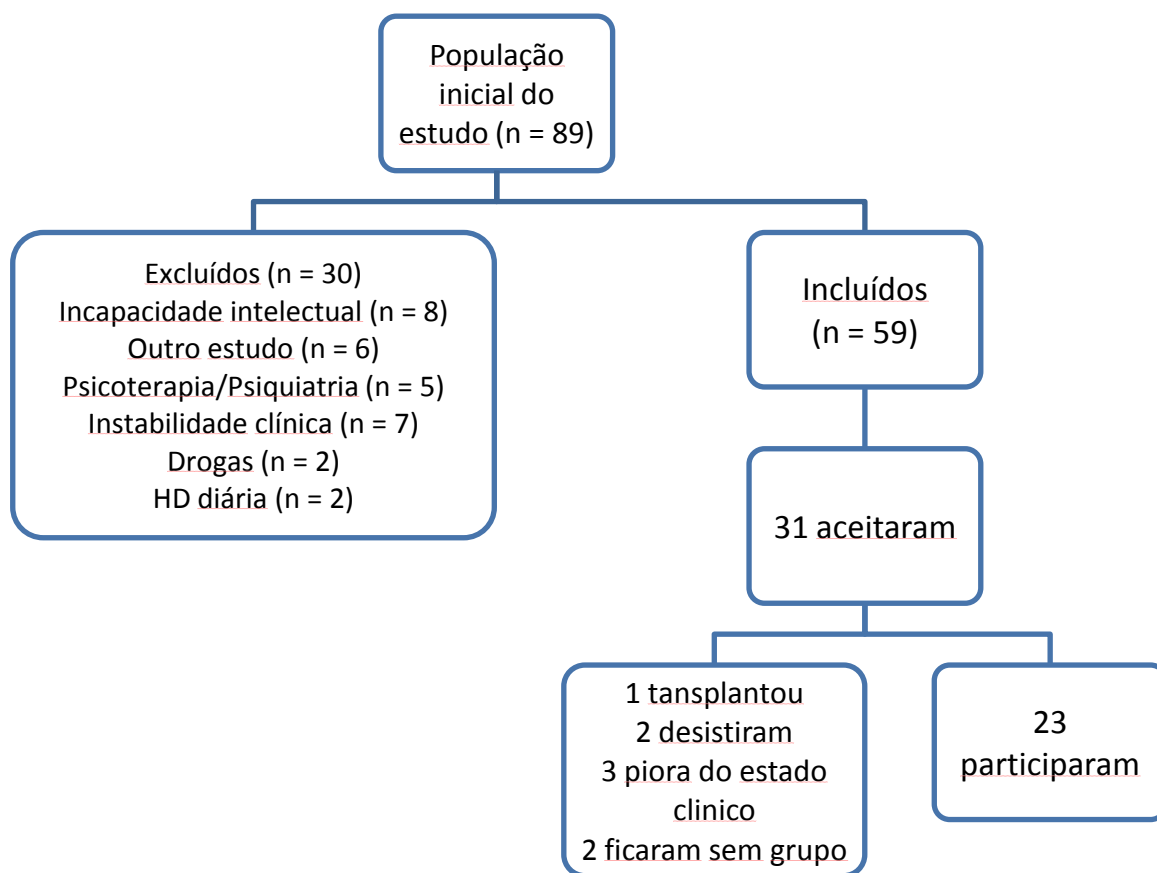 População
inicial do
estudo (n = 89)
Excluídos (n = 30)
Incapacidade intelectual (n = 8)
Outro estudo (n = 6)
Psicoterapia/Psiquiatria (n = 5)
Instabilidade clínica (n = 7)
Drogas (n = 2)
HD diária (n = 2)
Incluídos
(n = 59)
31 aceitaram
1 tansplantou
2 desistiram
3 piora do estado
clinico
2 ficaram sem grupo
23
participaram